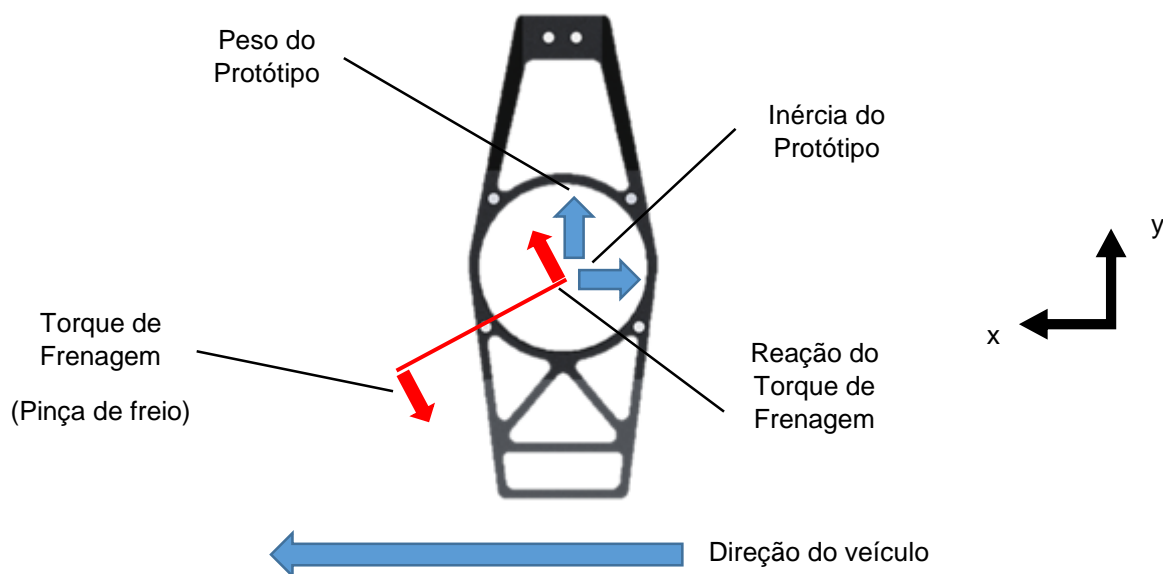 Peso do
Protótipo
Inércia do
Protótipo
y
x
Torque de
Frenagem
(Pinça de freio)
Reação do
Torque de
Frenagem
Direção do veículo